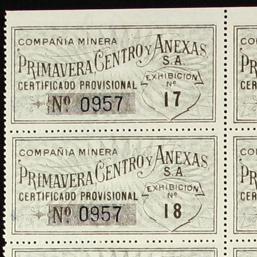 COMPAÑIA MINERA
PRIMAVERA, CENTRO Y ANEXAS
S.A.
CERTIFICADO PROVISIONAL
EXHIBICION
Nº 0957
Nº
17
COMPAÑIA MINERA
PRIMAVERA, CENTRO Y ANEXAS
S.A.
CERTIFICADO PROVISIONAL
EXHIBICION
Nº 0957
Nº
18